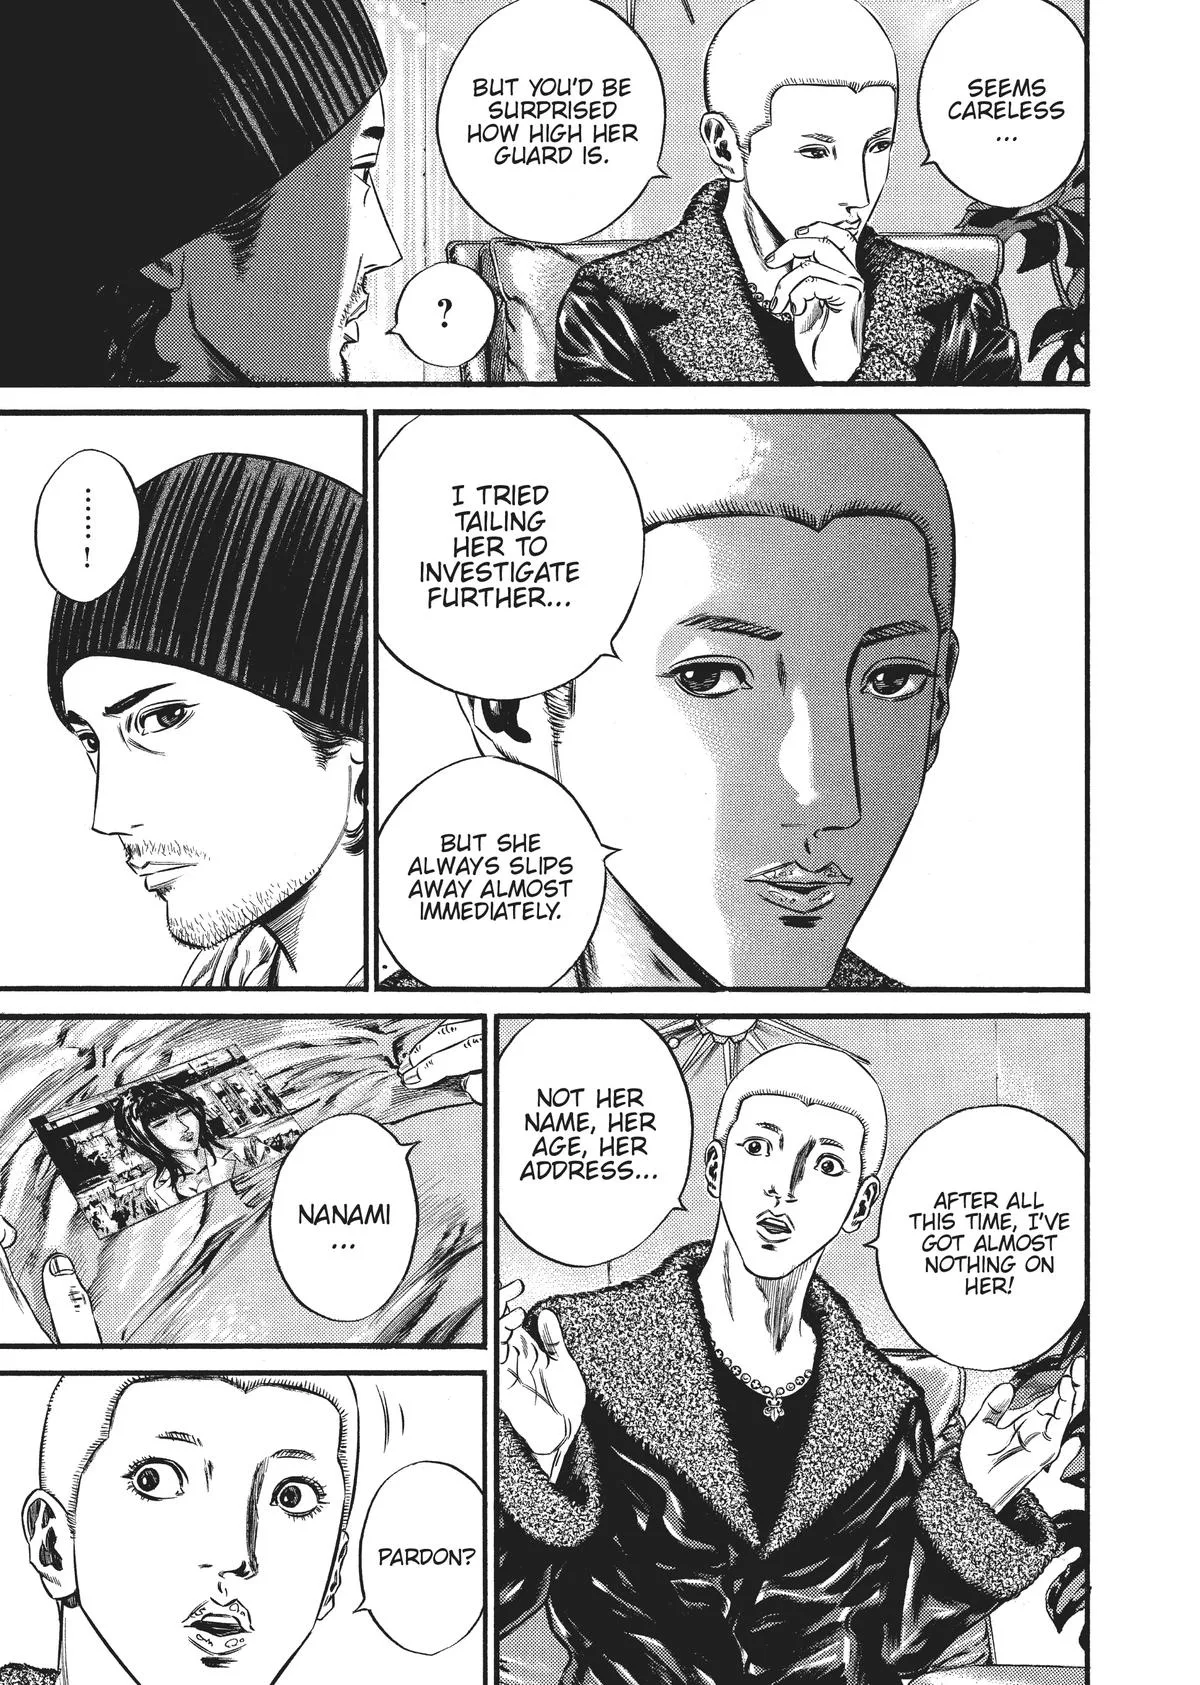 SEEMS
CARELESS
...
BUT YOU'D BE
SURPRISED
HOW HIGH HER
GUARD IS.
?
I TRIED
TAILING
HER TO
INVESTIGATE
FURTHER...
BUT SHE
ALWAYS SLIPS
AWAY ALMOST
IMMEDIATELY.
......!
AFTER ALL
THIS TIME, I'VE
GOT ALMOST
NOTHING ON
HER!
NOT HER
NAME, HER
AGE, HER
ADDRESS...
NANAMI
...
PARDON?